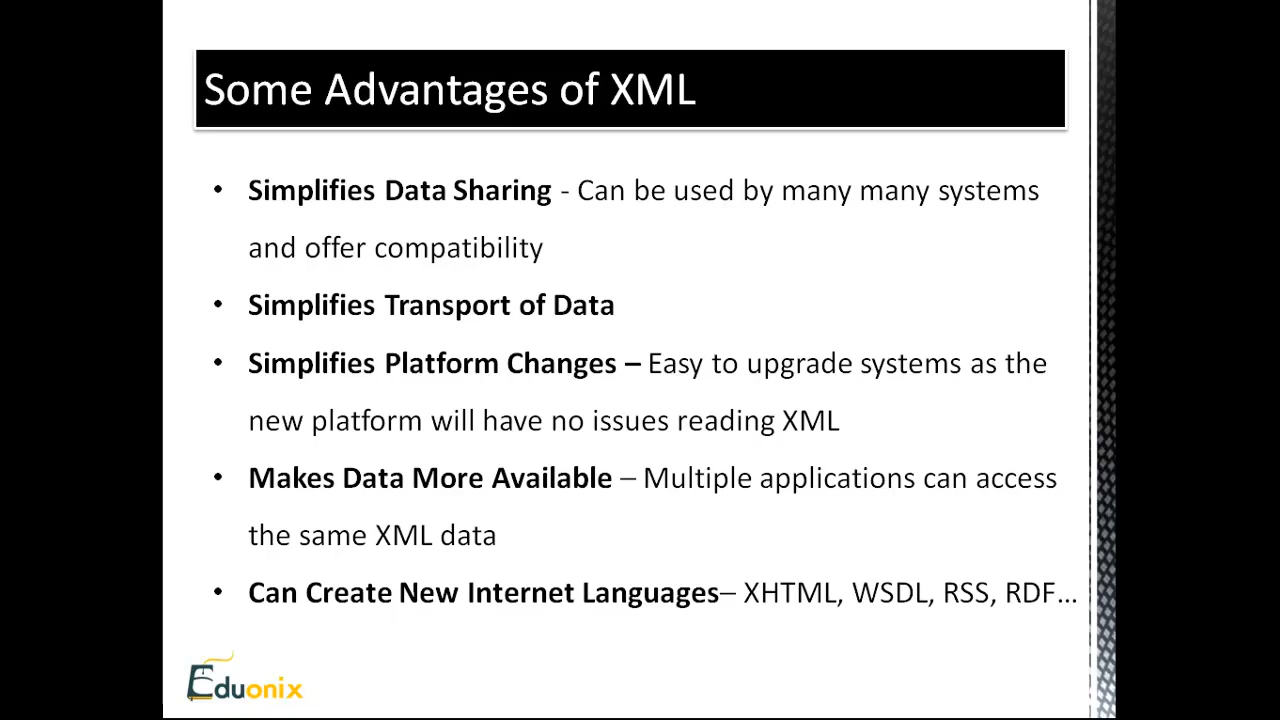 Some Advantages of XML
• Simplifies Data Sharing - Can be used by many many systems
and offer compatibility
• Simplifies Transport of Data
• Simplifies Platform Changes – Easy to upgrade systems as the
new platform will have no issues reading XML
• Makes Data More Available – Multiple applications can access
the same XML data
• Can Create New Internet Languages– XHTML, WSDL, RSS, RDF...
Eduonix